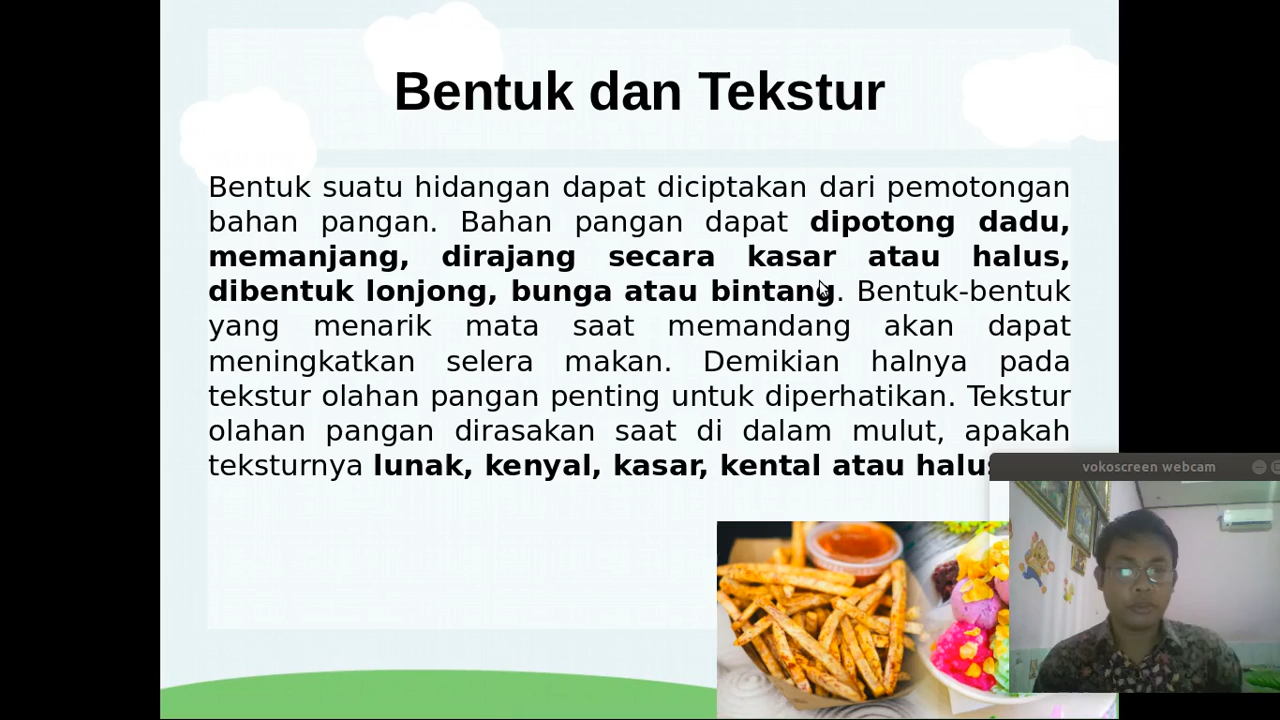 Bentuk dan Tekstur
Bentuk suatu hidangan dapat diciptakan dari pemotongan
bahan pangan. Bahan pangan dapat dipotong dadu,
memanjang, dirajang secara kasar atau halus,
dibentuk lonjong, bunga atau bintang. Bentuk-bentuk
yang menarik mata saat memandang akan dapat
meningkatkan selera makan. Demikian halnya pada
tekstur olahan pangan penting untuk diperhatikan. Tekstur
olahan pangan dirasakan saat di dalam mulut, apakah
teksturnya lunak, kenyal, kasar, kental atau halus
vokoscreen webcam